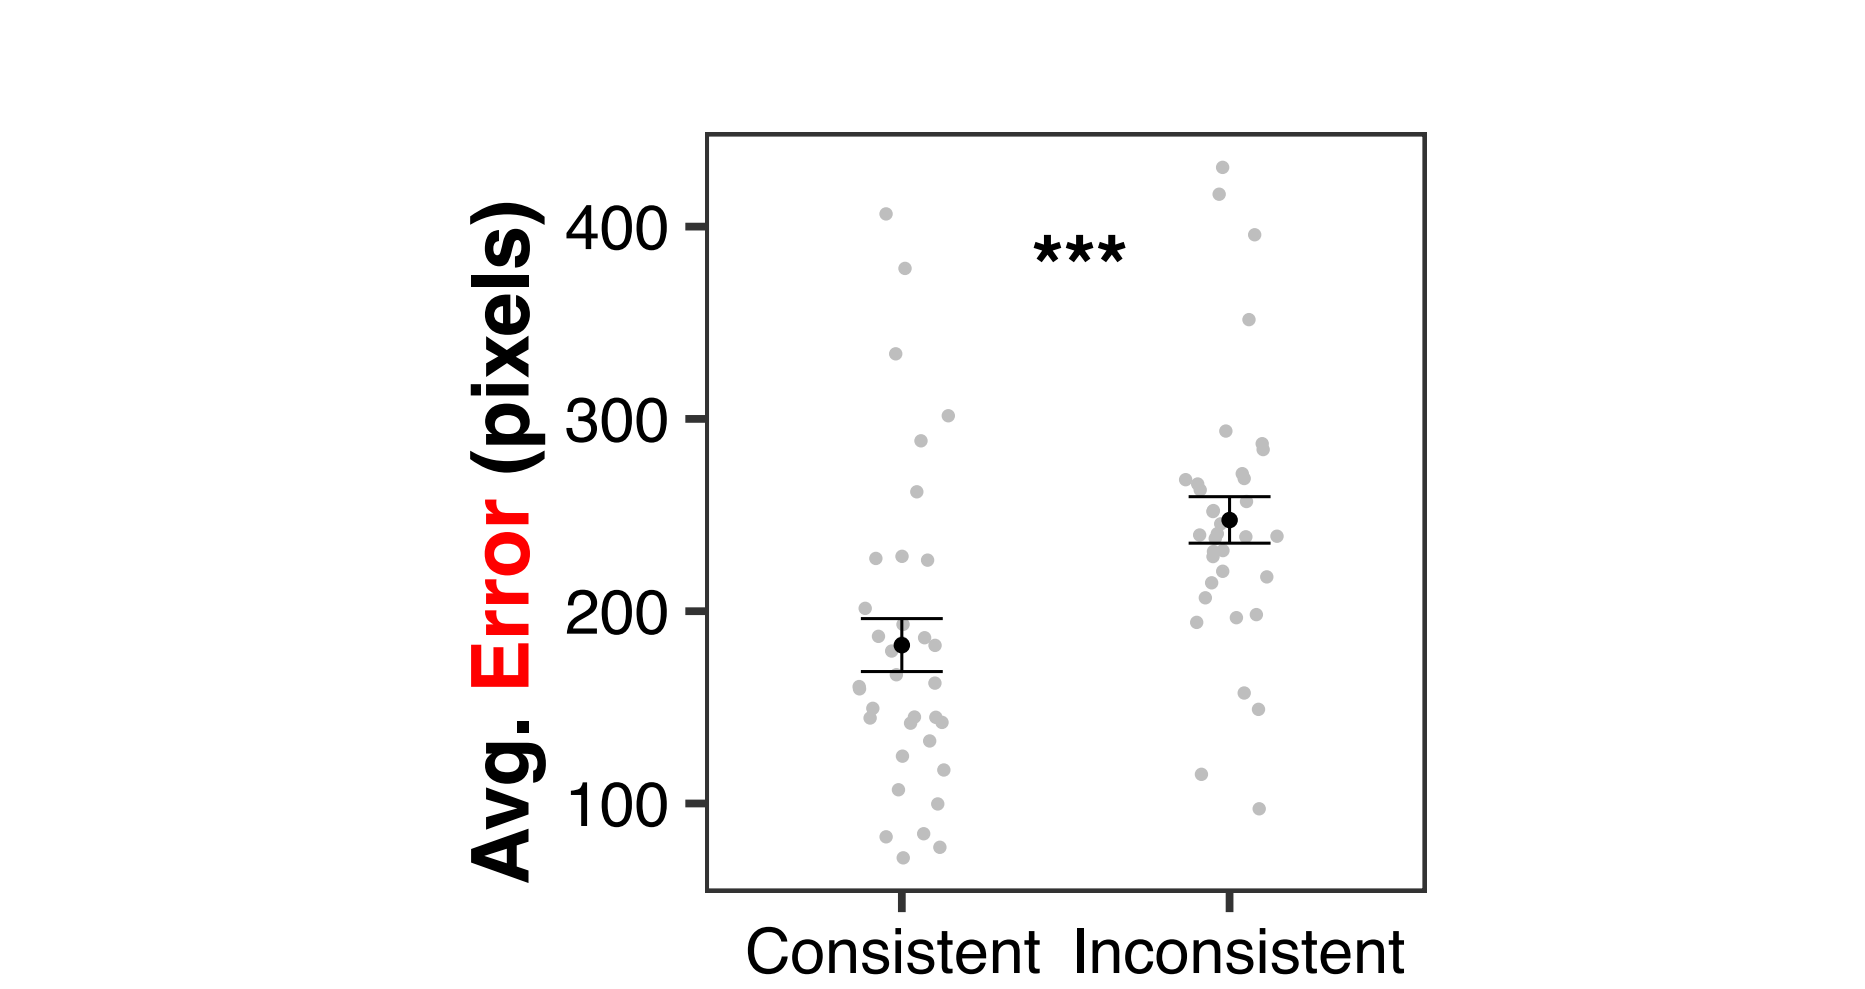 Avg. Error (pixels)
400
300
200
100
***
Consistent Inconsistent